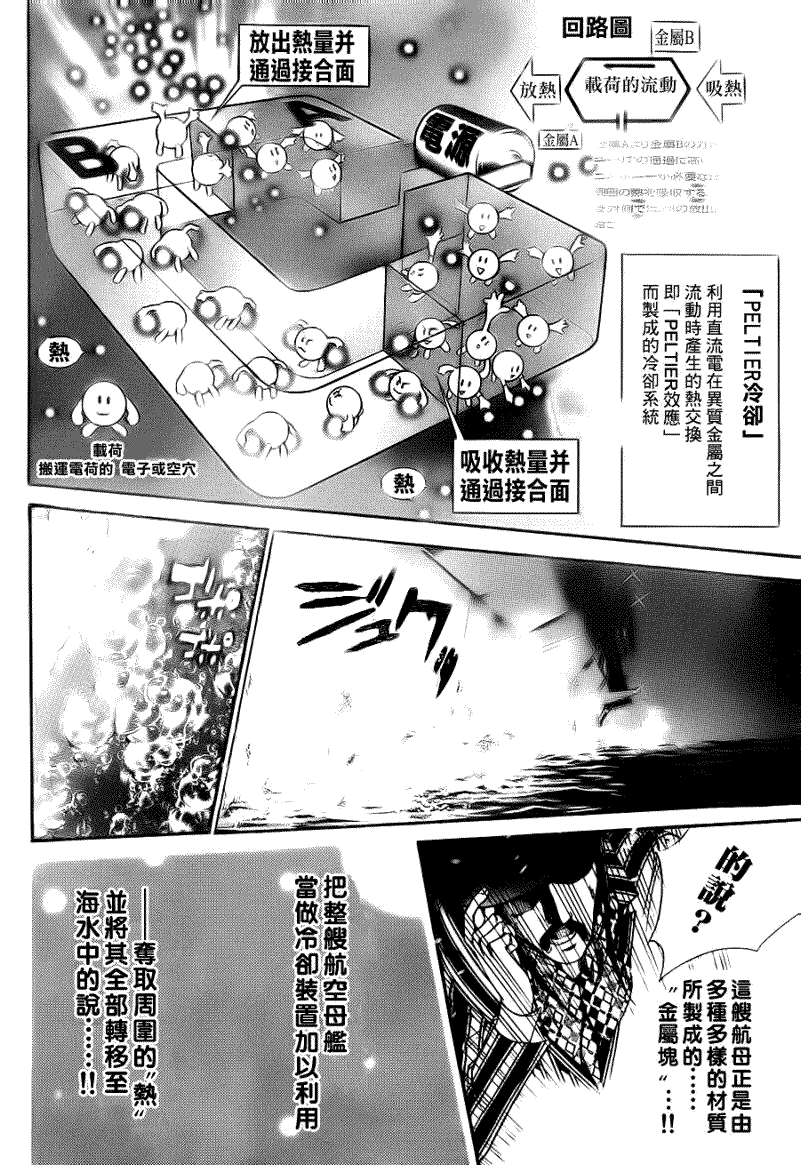 回路圖
金屬B
放熱
載荷的流動
吸熱
金屬A
放出熱量并
通過接合面
A
B
電源
『PELTIER冷卻』
利用直流電在異質金屬之間
流動時產生的熱交換
即「PELTIER效應」
而製成的冷卻系統
熱
載荷
搬運電荷的 電子或空穴
吸收熱量并
通過接合面
熱
ジュワ
的說?
這艘航母正是由
多種多樣的材質
所製成的……
"金屬塊"…!!
把整艘航空母艦
當做冷卻裝置加以利用
——奪取周圍的"熱"
並將其全部轉移至
海水中的說……!!